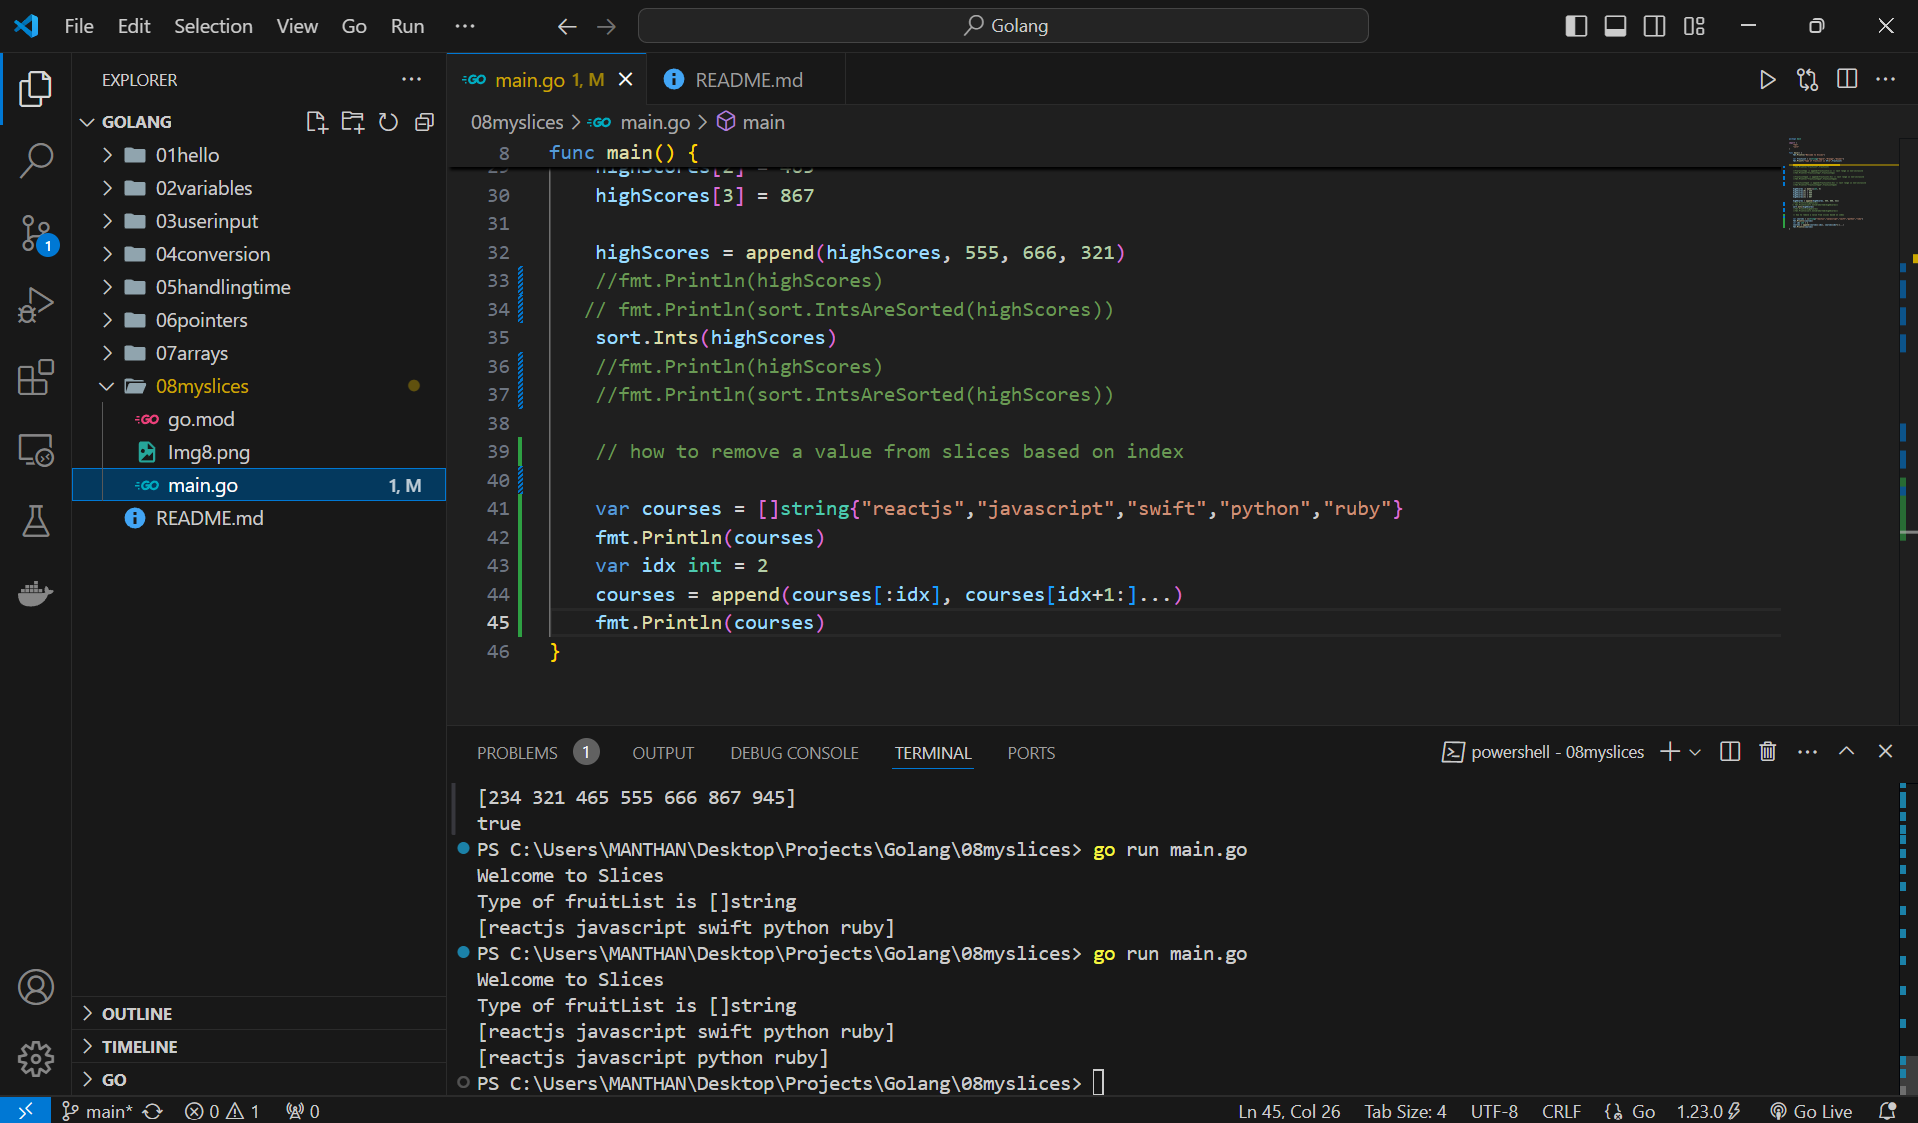 File Edit Selection View Go Run ···
Golang
EXPLORER
GOLANG
01hello
02variables
03userinput
04conversion
05handlingtime
06pointers
07arrays
08myslices
go.mod
Img8.png
main.go 1, M
README.md
OUTLINE
TIMELINE
GO
1
main.go 1, M
README.md
08myslices > main.go > main
8 func main() {
30 highScores[3] = 867
31
32 highScores = append(highScores, 555, 666, 321)
33 //fmt.Println(highScores)
34 // fmt.Println(sort.IntsAreSorted(highScores))
35 sort.Ints(highScores)
36 //fmt.Println(highScores)
37 //fmt.Println(sort.IntsAreSorted(highScores))
38
39 // how to remove a value from slices based on index
40
41 var courses = []string{"reactjs","javascript","swift","python","ruby"}
42 fmt.Println(courses)
43 var idx int = 2
44 courses = append(courses[:idx], courses[idx+1:]...)
45 fmt.Println(courses)
46 }
PROBLEMS 1 OUTPUT DEBUG CONSOLE TERMINAL PORTS
powershell - 08myslices
[234 321 465 555 666 867 945]
true
PS C:\Users\MANTHAN\Desktop\Projects\Golang\08myslices> go run main.go
Welcome to Slices
Type of fruitList is []string
[reactjs javascript swift python ruby]
PS C:\Users\MANTHAN\Desktop\Projects\Golang\08myslices> go run main.go
Welcome to Slices
Type of fruitList is []string
[reactjs javascript swift python ruby]
[reactjs javascript python ruby]
PS C:\Users\MANTHAN\Desktop\Projects\Golang\08myslices>
main* 0 1 0
Ln 45, Col 26 Tab Size: 4 UTF-8 CRLF Go 1.23.0 Go Live